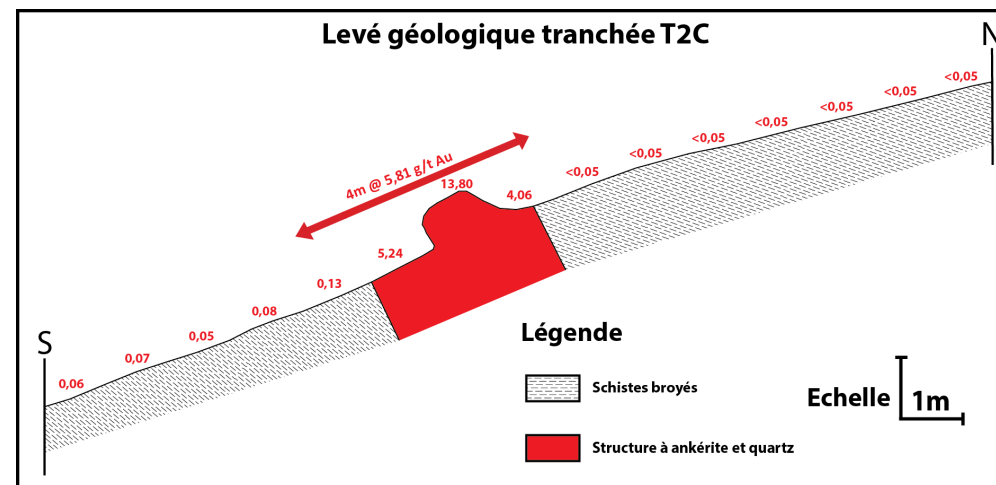 Levé géologique tranchée T2C
N
<0,05
<0,05
<0,05
<0,05
<0,05
<0,05
<0,05
4m @ 5,81 g/t Au
13,80
4,06
5,24
0,13
0,08
0,05
0,07
0,06
S
Légende
Schistes broyés
Structure à ankérite et quartz
Echelle
1m